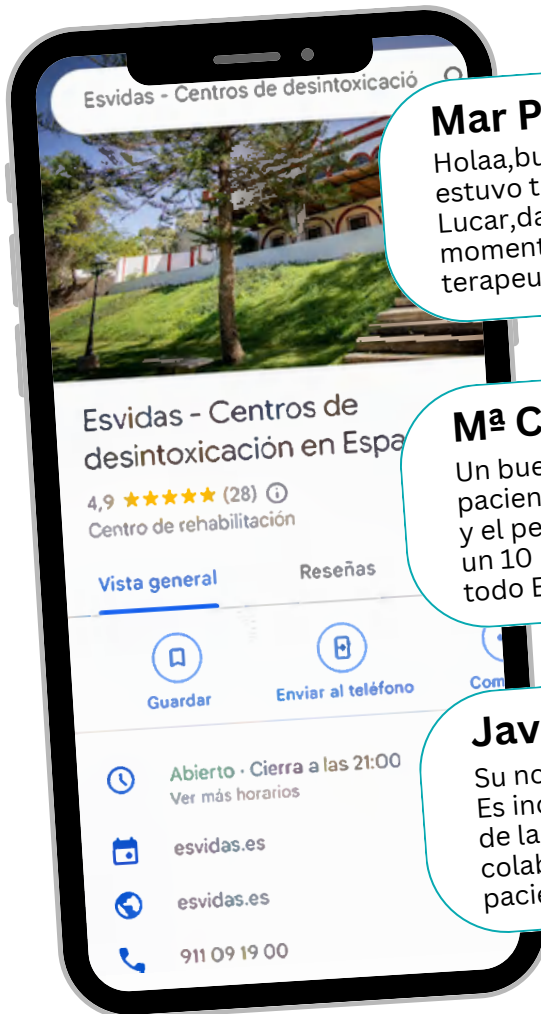 Esvidas - Centros de desintoxicació
Esvidas - Centros de
desintoxicación en Espa
4,9 (28)
Centro de rehabilitación
Vista general
Reseñas
Guardar
Enviar al teléfono
Com
Abierto · Cierra a las 21:00
Ver más horarios
esvidas.es
esvidas.es
911 09 19 00
Mar P
Holaa,bu
estuvo t
Lucar,da
moment
terapeu
Mª C
Un bue
pacien
y el pe
un 10
todo E
Jav
Su no
Es inc
de la
colab
pacie